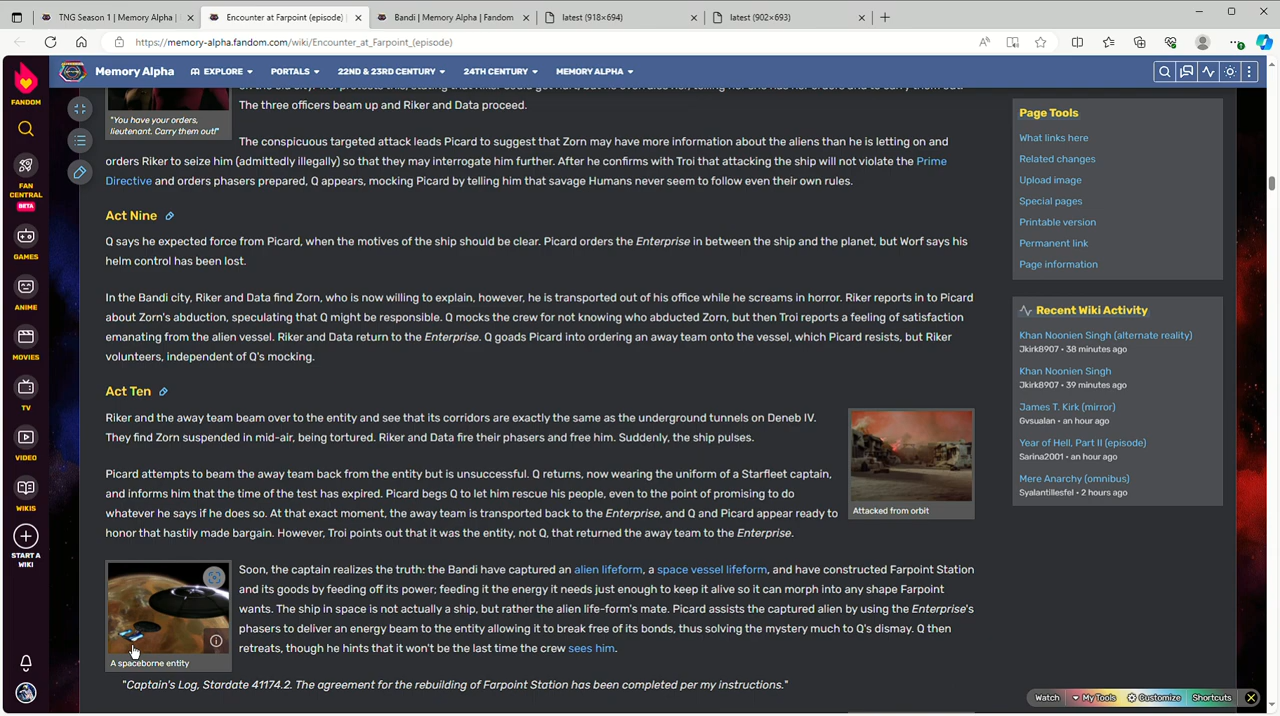 TNG Season 1 | Memory Alpha |
Encounter at Farpoint (episode) |
Bandi | Memory Alpha | Fandom
latest (918×694)
latest (902×693)
https://memory-alpha.fandom.com/wiki/Encounter_at_Farpoint_(episode)
Memory Alpha
EXPLORE
PORTALS
22ND & 23RD CENTURY
24TH CENTURY
MEMORY ALPHA
FANDOM
FAN CENTRAL
BETA
GAMES
ANIME
MOVIES
TV
VIDEO
WIKIS
START A WIKI
"You have your orders,
lieutenant. Carry them out!"
The three officers beam up and Riker and Data proceed.
The conspicuous targeted attack leads Picard to suggest that Zorn may have more information about the aliens than he is letting on and
orders Riker to seize him (admittedly illegally) so that they may interrogate him further. After he confirms with Troi that attacking the ship will not violate the Prime
Directive and orders phasers prepared, Q appears, mocking Picard by telling him that savage Humans never seem to follow even their own rules.
Act Nine
Q says he expected force from Picard, when the motives of the ship should be clear. Picard orders the Enterprise in between the ship and the planet, but Worf says his
helm control has been lost.
In the Bandi city, Riker and Data find Zorn, who is now willing to explain, however, he is transported out of his office while he screams in horror. Riker reports in to Picard
about Zorn's abduction, speculating that Q might be responsible. Q mocks the crew for not knowing who abducted Zorn, but then Troi reports a feeling of satisfaction
emanating from the alien vessel. Riker and Data return to the Enterprise. Q goads Picard into ordering an away team onto the vessel, which Picard resists, but Riker
volunteers, independent of Q's mocking.
Act Ten
Riker and the away team beam over to the entity and see that its corridors are exactly the same as the underground tunnels on Deneb IV.
They find Zorn suspended in mid-air, being tortured. Riker and Data fire their phasers and free him. Suddenly, the ship pulses.
Picard attempts to beam the away team back from the entity but is unsuccessful. Q returns, now wearing the uniform of a Starfleet captain,
and informs him that the time of the test has expired. Picard begs Q to let him rescue his people, even to the point of promising to do
whatever he says if he does so. At that exact moment, the away team is transported back to the Enterprise, and Q and Picard appear ready to
honor that hastily made bargain. However, Troi points out that it was the entity, not Q, that returned the away team to the Enterprise.
Attacked from orbit
Soon, the captain realizes the truth: the Bandi have captured an alien lifeform, a space vessel lifeform, and have constructed Farpoint Station
and its goods by feeding off its power; feeding it the energy it needs just enough to keep it alive so it can morph into any shape Farpoint
wants. The ship in space is not actually a ship, but rather the alien life-form's mate. Picard assists the captured alien by using the Enterprise's
phasers to deliver an energy beam to the entity allowing it to break free of its bonds, thus solving the mystery much to Q's dismay. Q then
retreats, though he hints that it won't be the last time the crew sees him.
A spaceborne entity
"Captain's Log, Stardate 41174.2. The agreement for the rebuilding of Farpoint Station has been completed per my instructions."
Page Tools
What links here
Related changes
Upload image
Special pages
Printable version
Permanent link
Page information
Recent Wiki Activity
Khan Noonien Singh (alternate reality)
Jkirk8907 • 38 minutes ago
Khan Noonien Singh
Jkirk8907 • 39 minutes ago
James T. Kirk (mirror)
Gvsualan • an hour ago
Year of Hell, Part II (episode)
Sarina2001 • an hour ago
Mere Anarchy (omnibus)
Syalantillesfel • 2 hours ago
Watch
My Tools
Customize
Shortcuts